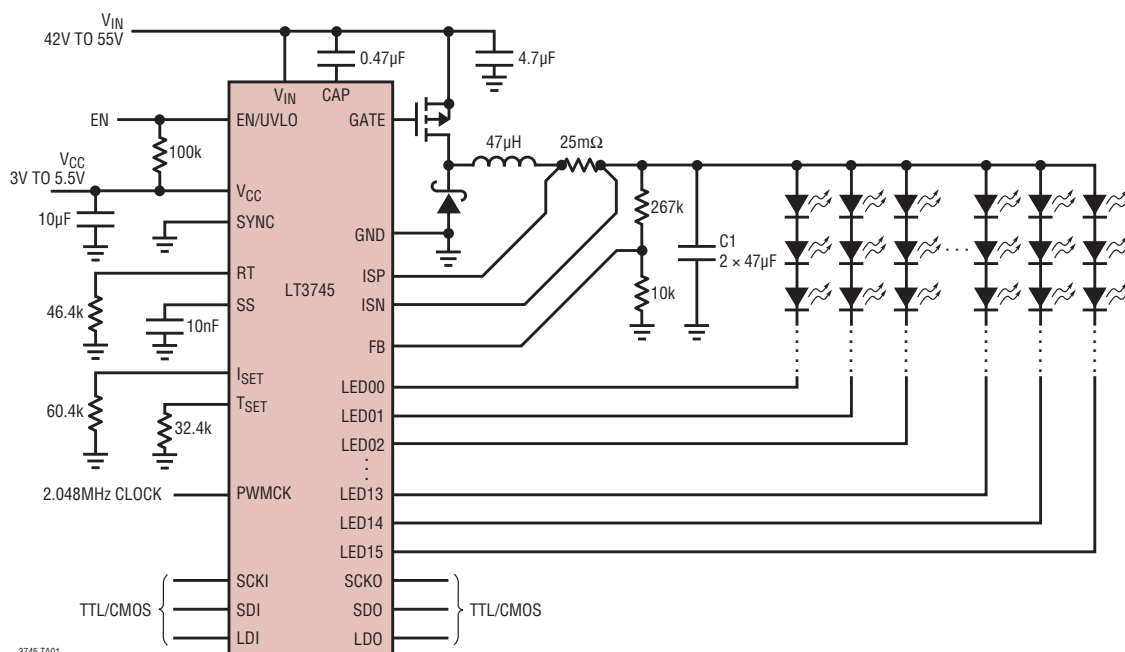 VIN
42V TO 55V
0.47µF
4.7µF
VIN
CAP
EN
EN/UVLO
GATE
100k
47µH
25mΩ
VCC
3V TO 5.5V
VCC
10µF
SYNC
267k
GND
C1
2 × 47µF
RT
ISP
LT3745
46.4k
SS
10nF
ISN
10k
FB
ISET
LED00
60.4k
TSET
32.4k
LED01
LED02
2.048MHz CLOCK
PWMCK
LED13
LED14
LED15
SCKI
SCKO
TTL/CMOS
SDI
SDO
TTL/CMOS
LDI
LDO
3745 TA01